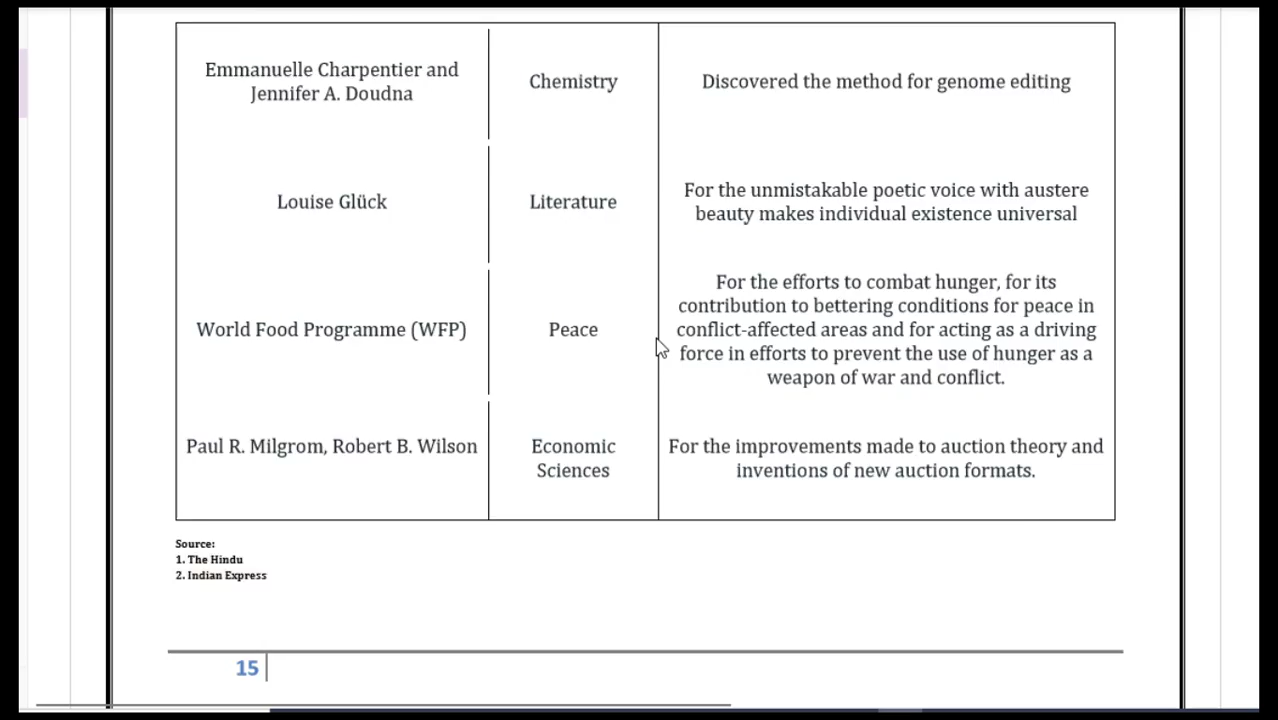 Emmanuelle Charpentier and
Jennifer A. Doudna
Chemistry
Discovered the method for genome editing
Louise Glück
Literature
For the unmistakable poetic voice with austere
beauty makes individual existence universal
World Food Programme (WFP)
Peace
For the efforts to combat hunger, for its
contribution to bettering conditions for peace in
conflict-affected areas and for acting as a driving
force in efforts to prevent the use of hunger as a
weapon of war and conflict.
Paul R. Milgrom, Robert B. Wilson
Economic
Sciences
For the improvements made to auction theory and
inventions of new auction formats.
Source:
1. The Hindu
2. Indian Express
15